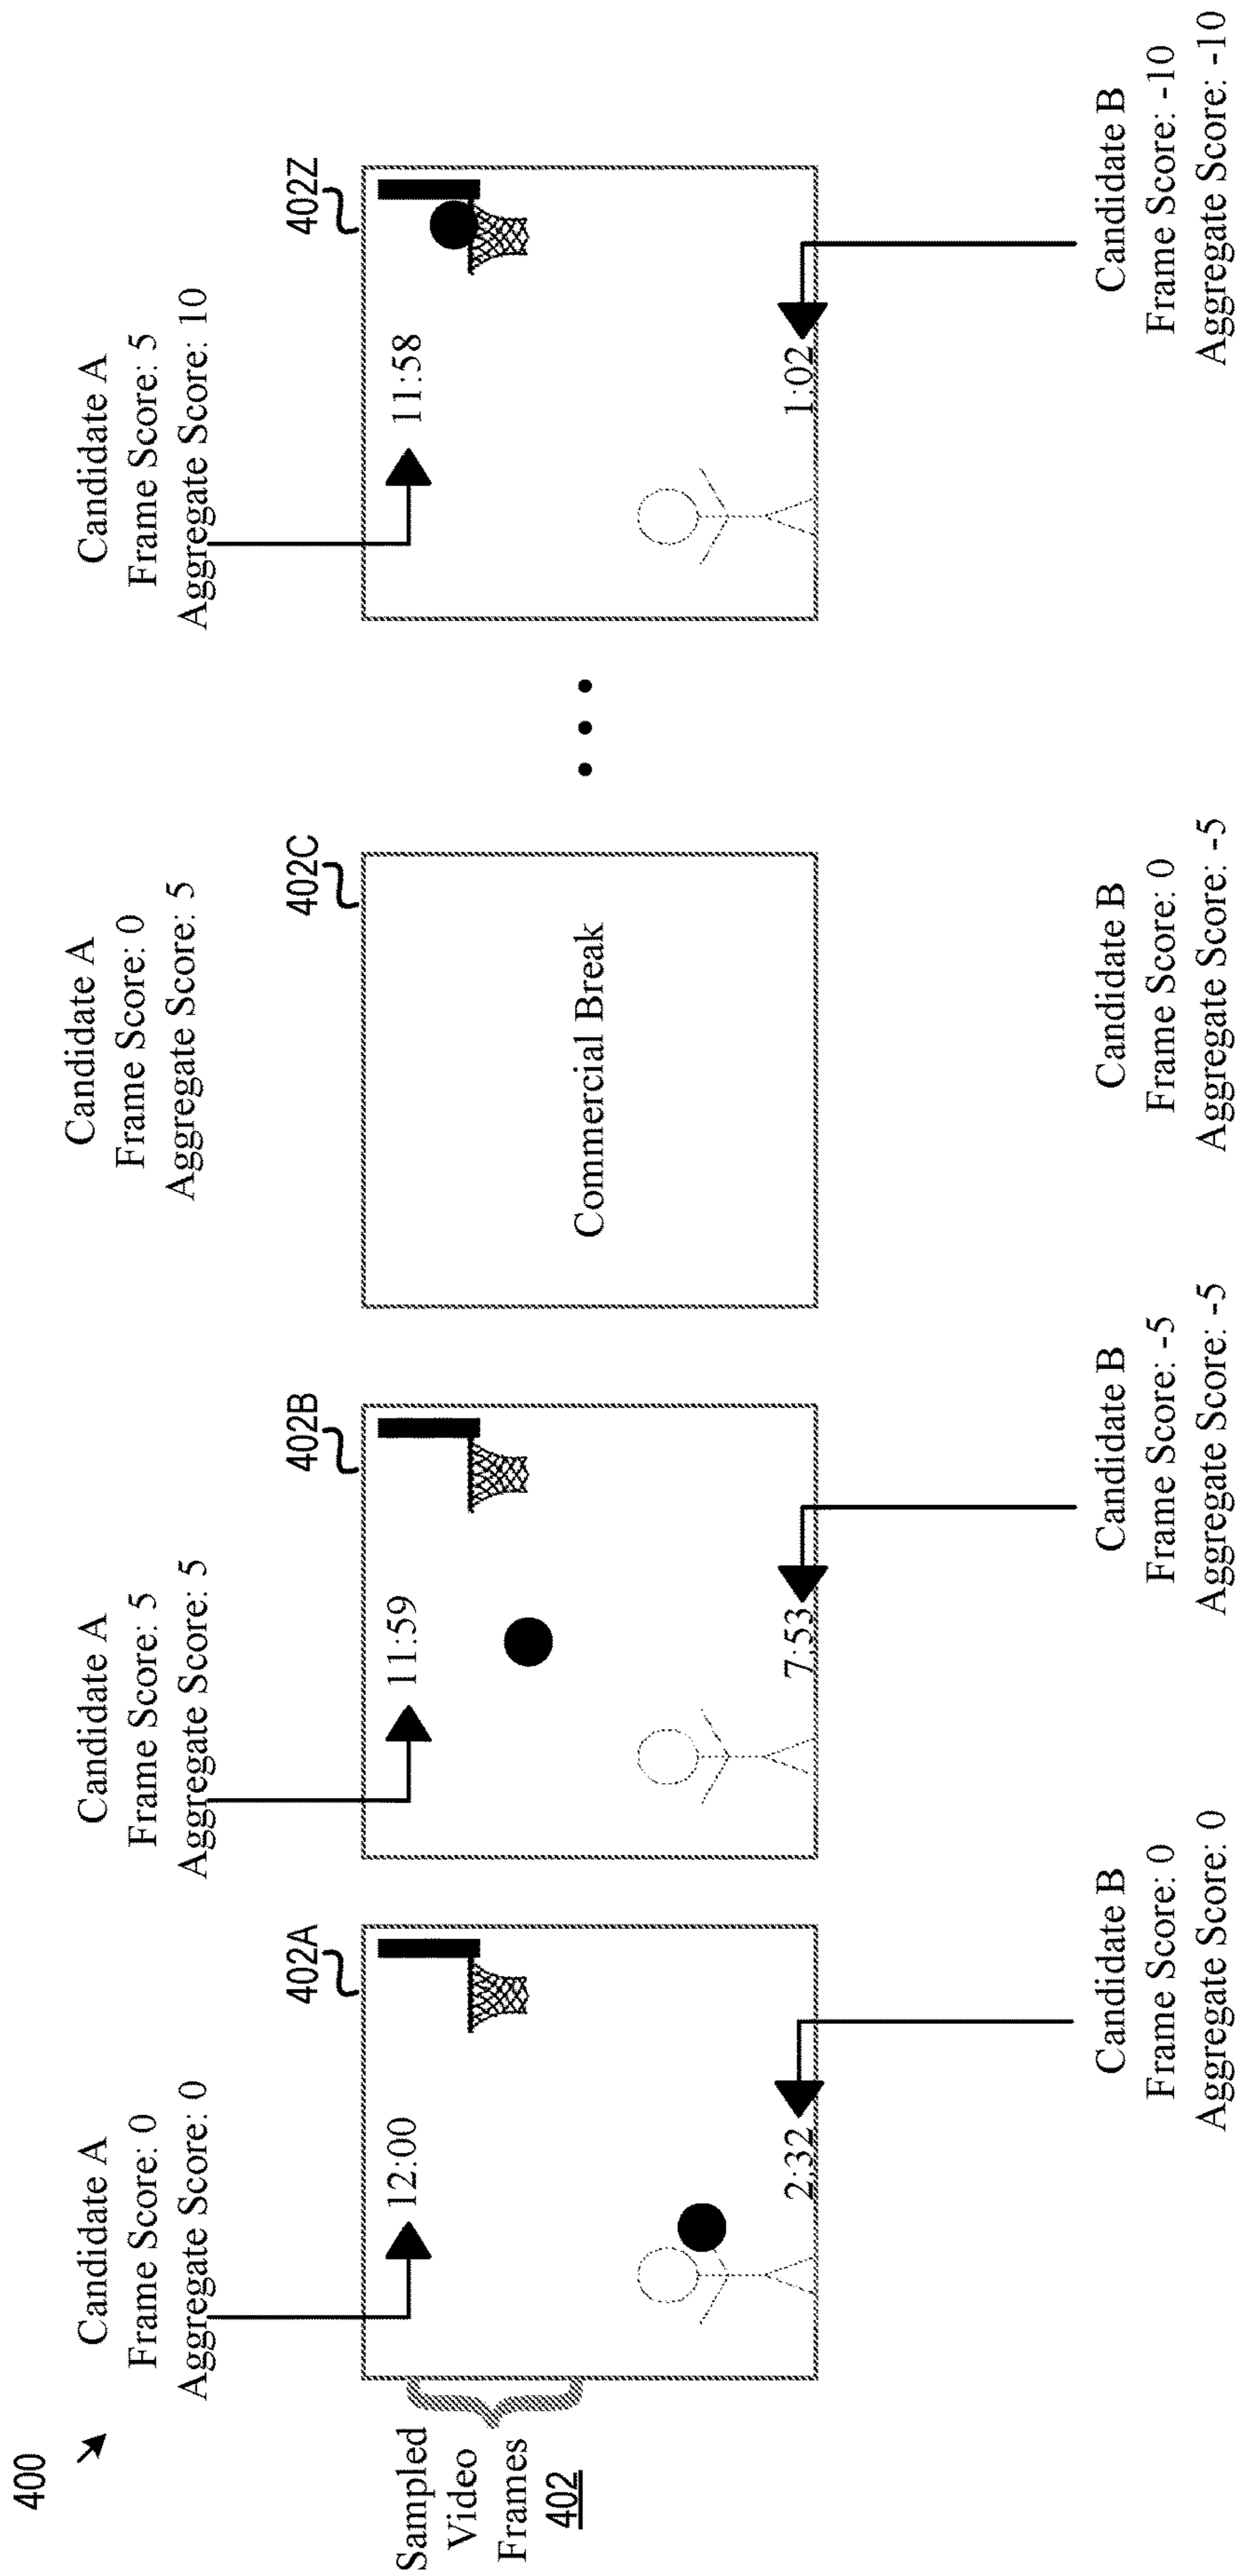 400
Sampled
Video
Frames
402
Candidate A
Frame Score: 0
Aggregate Score: 0
402A
12:00
2:32
Candidate B
Frame Score: 0
Aggregate Score: 0
Candidate A
Frame Score: 5
Aggregate Score: 5
402B
11:59
7:53
Candidate B
Frame Score: -5
Aggregate Score: -5
Candidate A
Frame Score: 0
Aggregate Score: 5
402C
Commercial Break
Candidate B
Frame Score: 0
Aggregate Score: -5
Candidate A
Frame Score: 5
Aggregate Score: 10
402Z
11:58
1:02
Candidate B
Frame Score: -10
Aggregate Score: -10